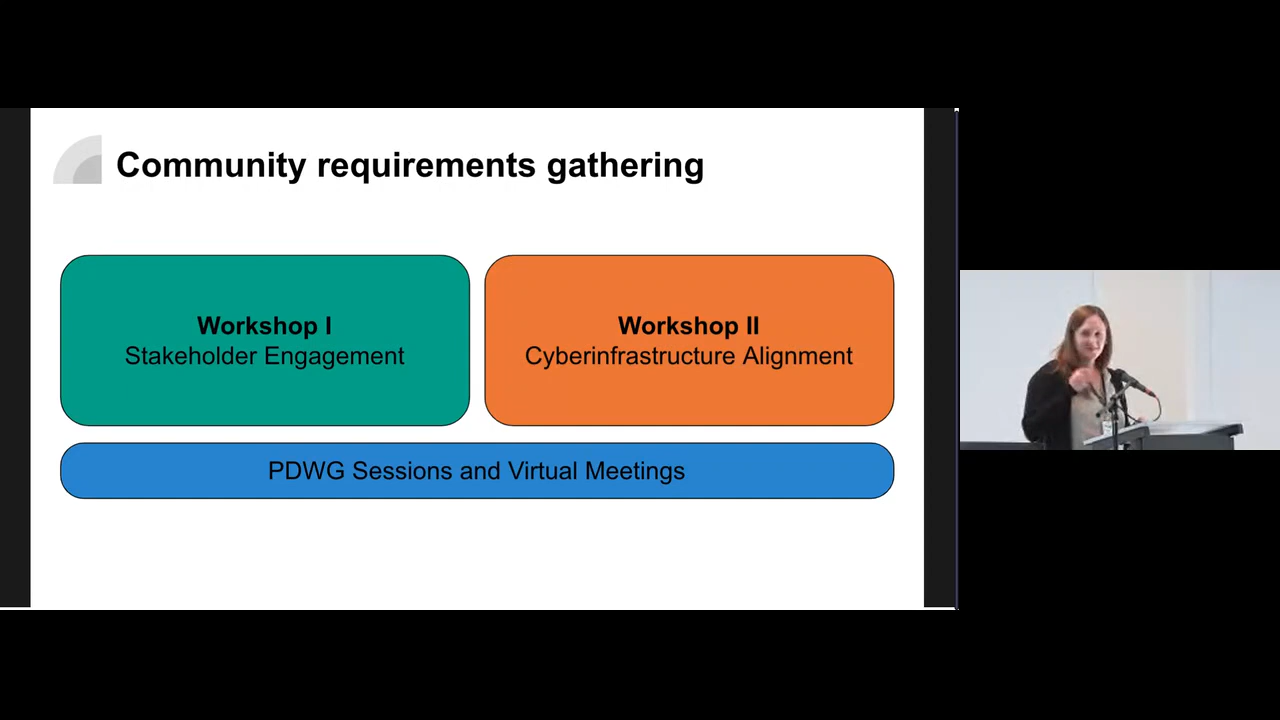 Community requirements gathering
Workshop I
Stakeholder Engagement
Workshop II
Cyberinfrastructure Alignment
PDWG Sessions and Virtual Meetings